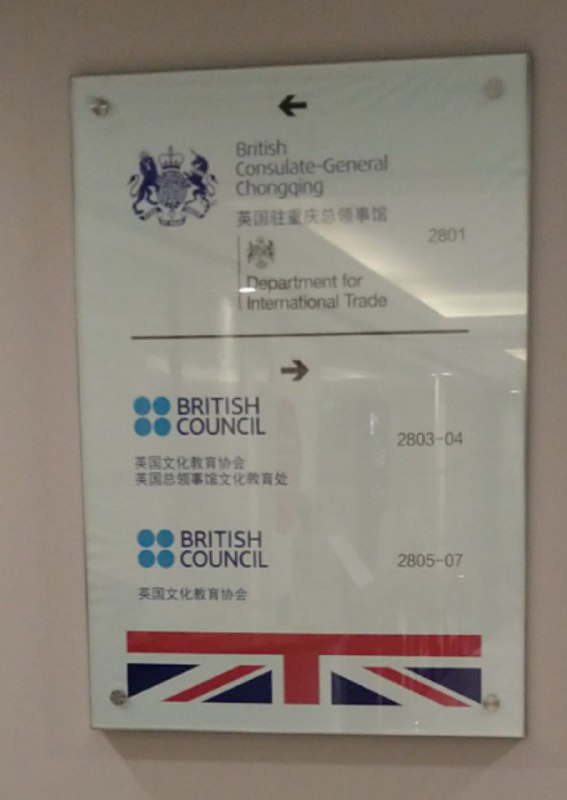 ←
British
Consulate-General
Chongqing
英国驻重庆总领事馆
2801
Department for
International Trade
→
BRITISH
COUNCIL
2803-04
英国文化教育协会
英国总领事馆文化教育处
BRITISH
COUNCIL
2805-07
英国文化教育协会